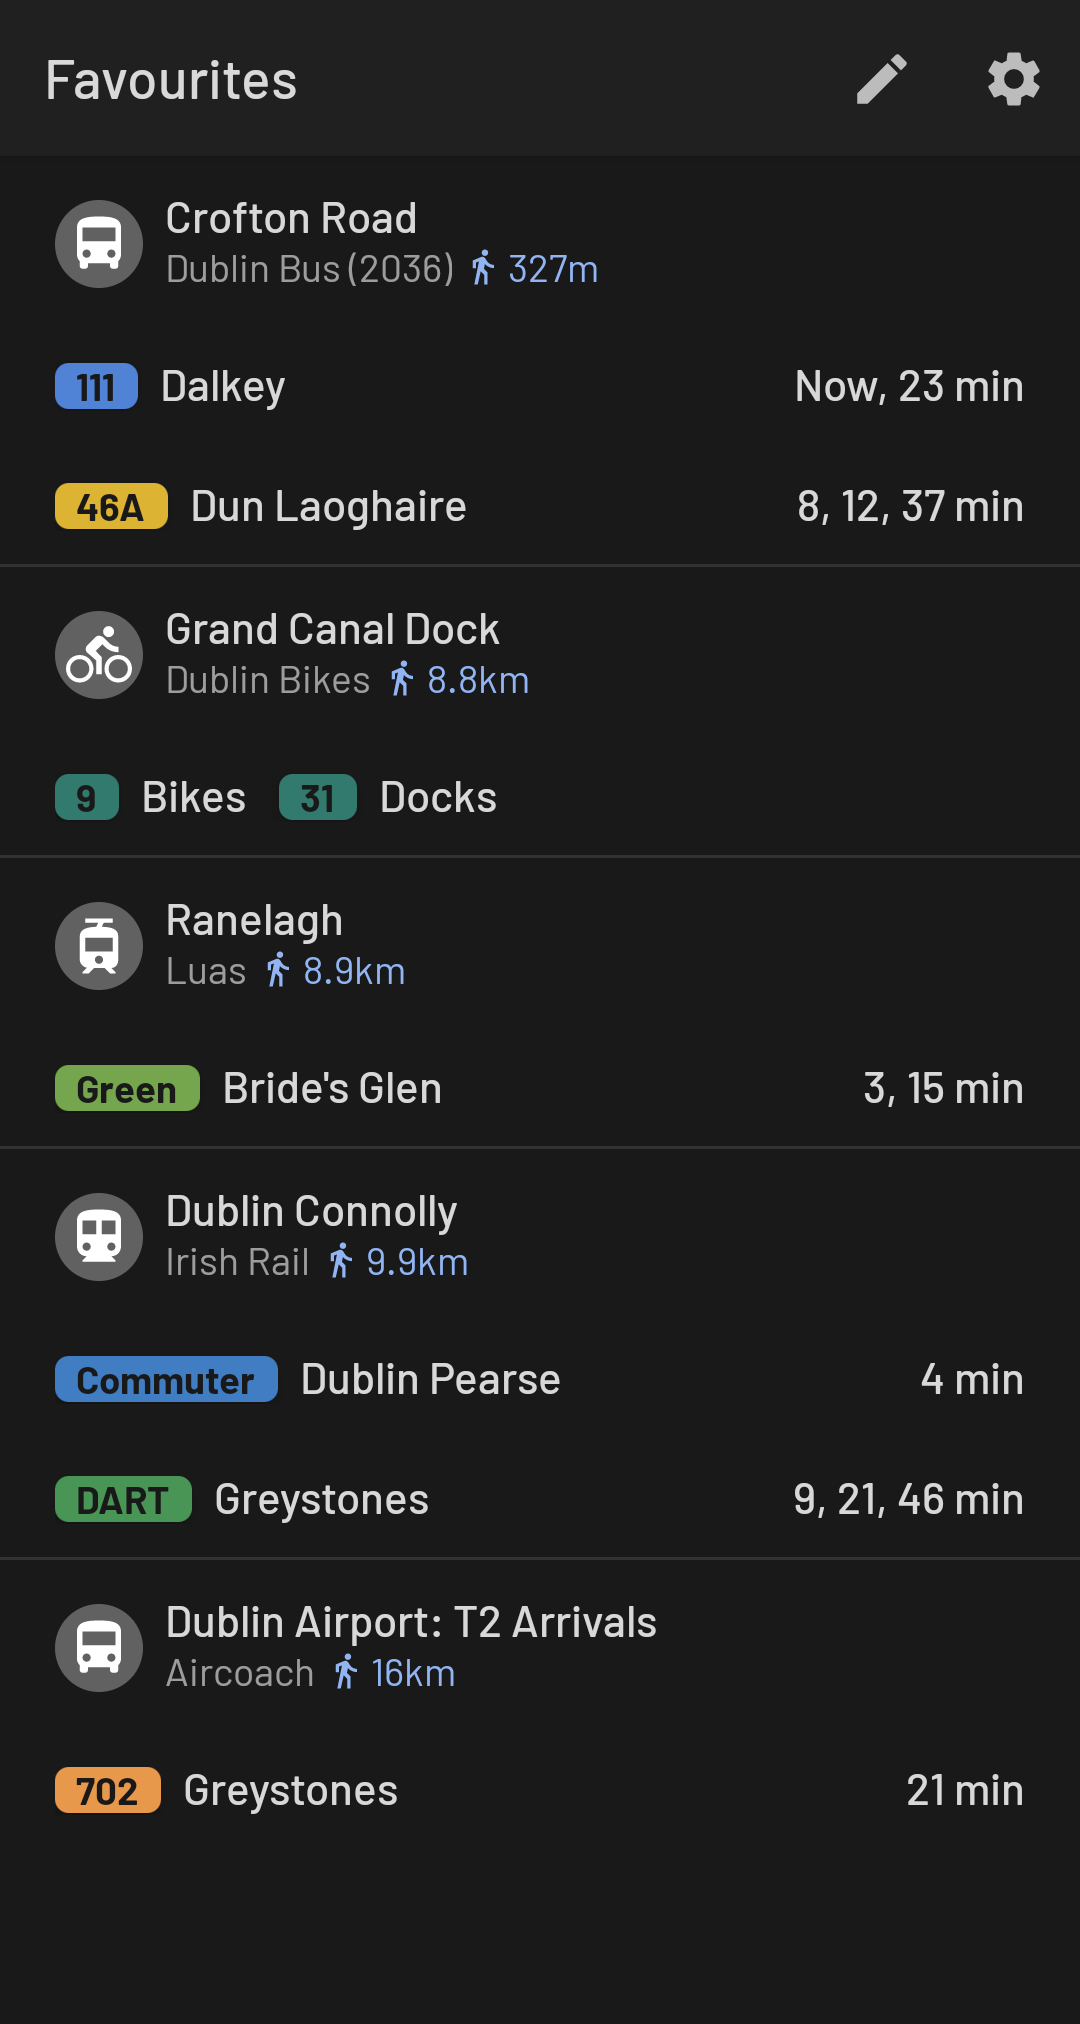 Favourites
Crofton Road
Dublin Bus (2036) 327m
111 Dalkey Now, 23 min
46A Dun Laoghaire 8, 12, 37 min
Grand Canal Dock
Dublin Bikes 8.8km
9 Bikes 31 Docks
Ranelagh
Luas 8.9km
Green Bride's Glen 3, 15 min
Dublin Connolly
Irish Rail 9.9km
Commuter Dublin Pearse 4 min
DART Greystones 9, 21, 46 min
Dublin Airport: T2 Arrivals
Aircoach 16km
702 Greystones 21 min